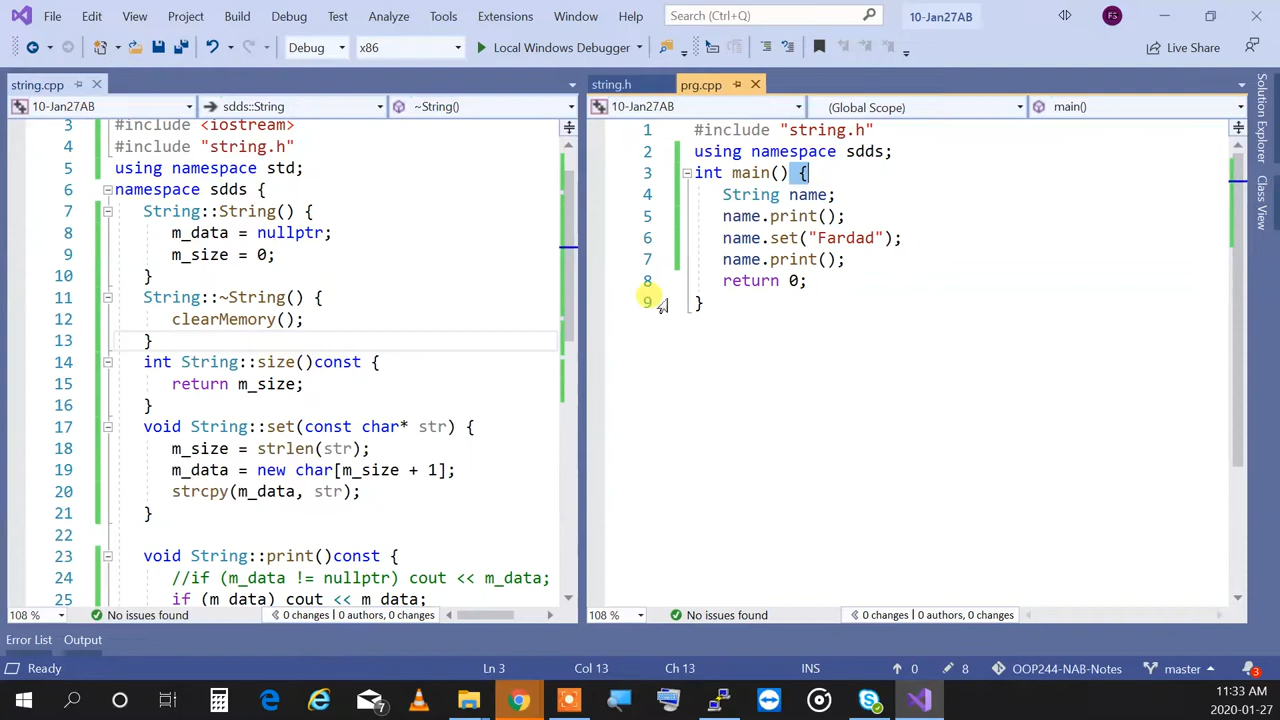 File Edit View Project Build Debug Test Analyze Tools Extensions Window Help Search (Ctrl+Q) 10-Jan27AB FS
Debug x86 Local Windows Debugger Live Share
string.cpp
10-Jan27AB sdds::String ~String()
3 #include <iostream>
4 #include "string.h"
5 using namespace std;
6 namespace sdds {
7 String::String() {
8 m_data = nullptr;
9 m_size = 0;
10 }
11 String::~String() {
12 clearMemory();
13 }
14 int String::size()const {
15 return m_size;
16 }
17 void String::set(const char* str) {
18 m_size = strlen(str);
19 m_data = new char[m_size + 1];
20 strcpy(m_data, str);
21 }
22
23 void String::print()const {
24 //if (m_data != nullptr) cout << m_data;
25 if (m_data) cout << m_data;
108 % No issues found 0 changes | 0 authors, 0 changes
string.h prg.cpp
10-Jan27AB (Global Scope) main()
1 #include "string.h"
2 using namespace sdds;
3 int main() {
4 String name;
5 name.print();
6 name.set("Fardad");
7 name.print();
8 return 0;
9 }
108 % No issues found 0 changes | 0 authors, 0 changes
Solution Explorer
Class View
Error List Output
Ready Ln 3 Col 13 Ch 13 INS 0 8 OOP244-NAB-Notes master 3
7
11:33 AM
2020-01-27